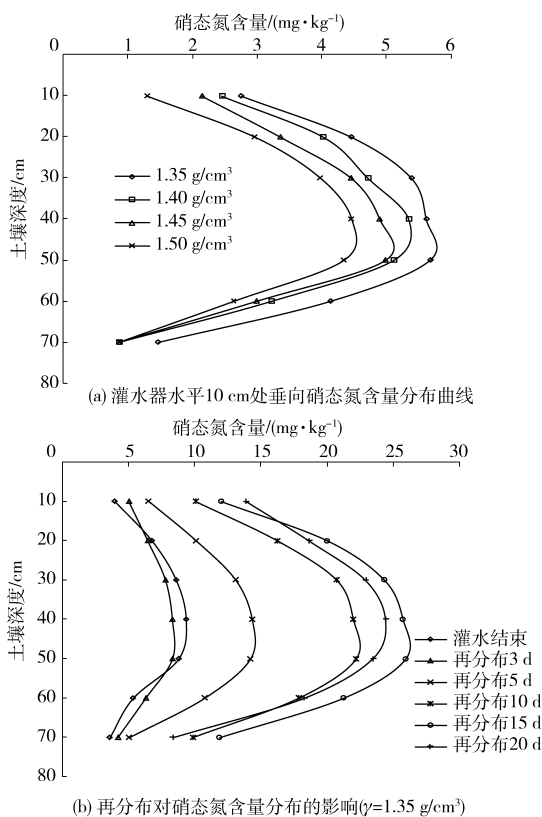 硝态氮含量/(mg·kg⁻¹)
0 1 2 3 4 5 6
10
20
30
40
50
60
70
80
土壤深度/cm
1.35 g/cm³
1.40 g/cm³
1.45 g/cm³
1.50 g/cm³
(a) 灌水器水平10 cm处垂向硝态氮含量分布曲线
硝态氮含量/(mg·kg⁻¹)
0 5 10 15 20 25 30
10
20
30
40
50
60
70
80
土壤深度/cm
灌水结束
再分布3 d
再分布5 d
再分布10 d
再分布15 d
再分布20 d
(b) 再分布对硝态氮含量分布的影响(γ=1.35 g/cm³)